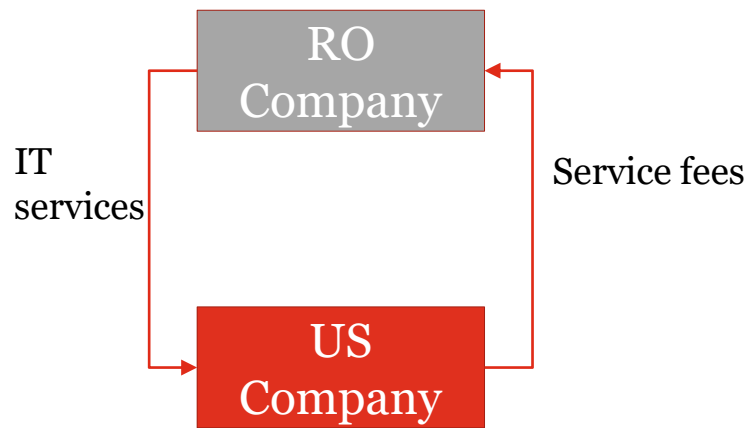 RO
Company
IT
services
Service fees
US
Company